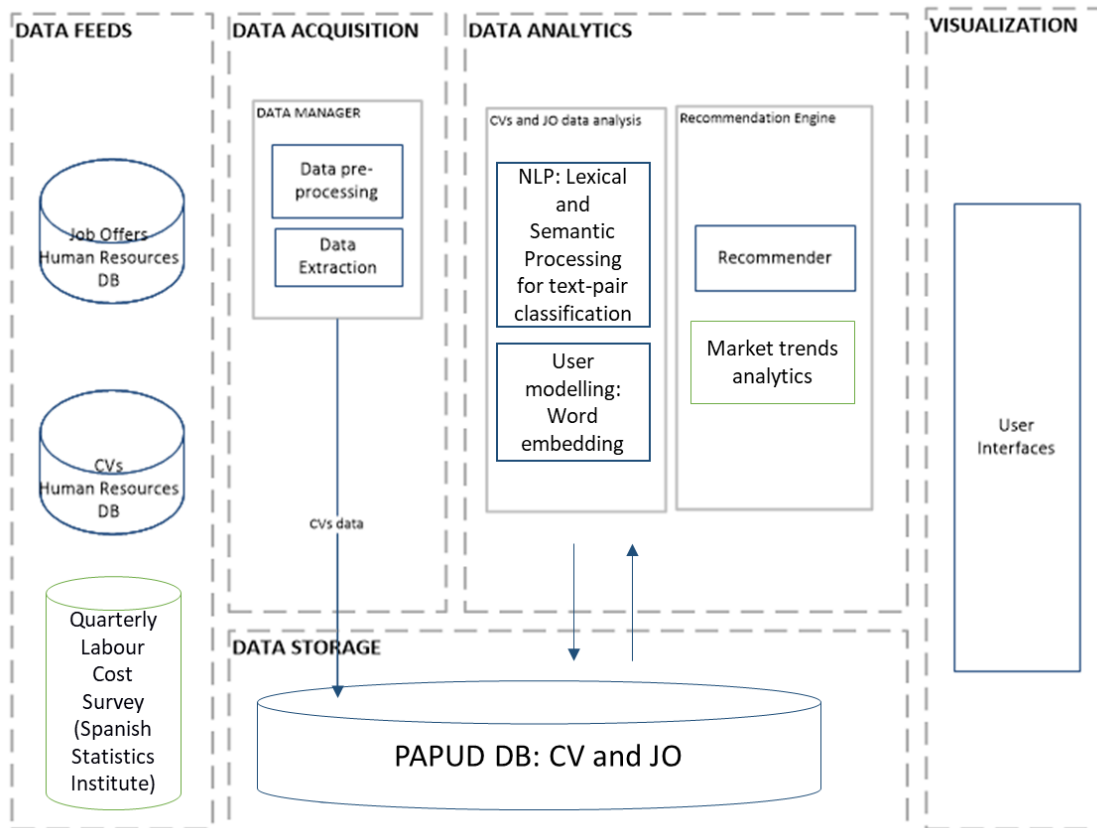 DATA FEEDS
Job Offers
Human Resources
DB
CVs
Human Resources
DB
Quarterly
Labour
Cost
Survey
(Spanish
Statistics
Institute)
DATA ACQUISITION
DATA MANAGER
Data pre-
processing
Data
Extraction
CVs data
DATA ANALYTICS
CVs and JO data analysis
NLP: Lexical
and
Semantic
Processing
for text-pair
classification
User
modelling:
Word
embedding
Recommendation Engine
Recommender
Market trends
analytics
DATA STORAGE
PAPUD DB: CV and JO
VISUALIZATION
User
Interfaces